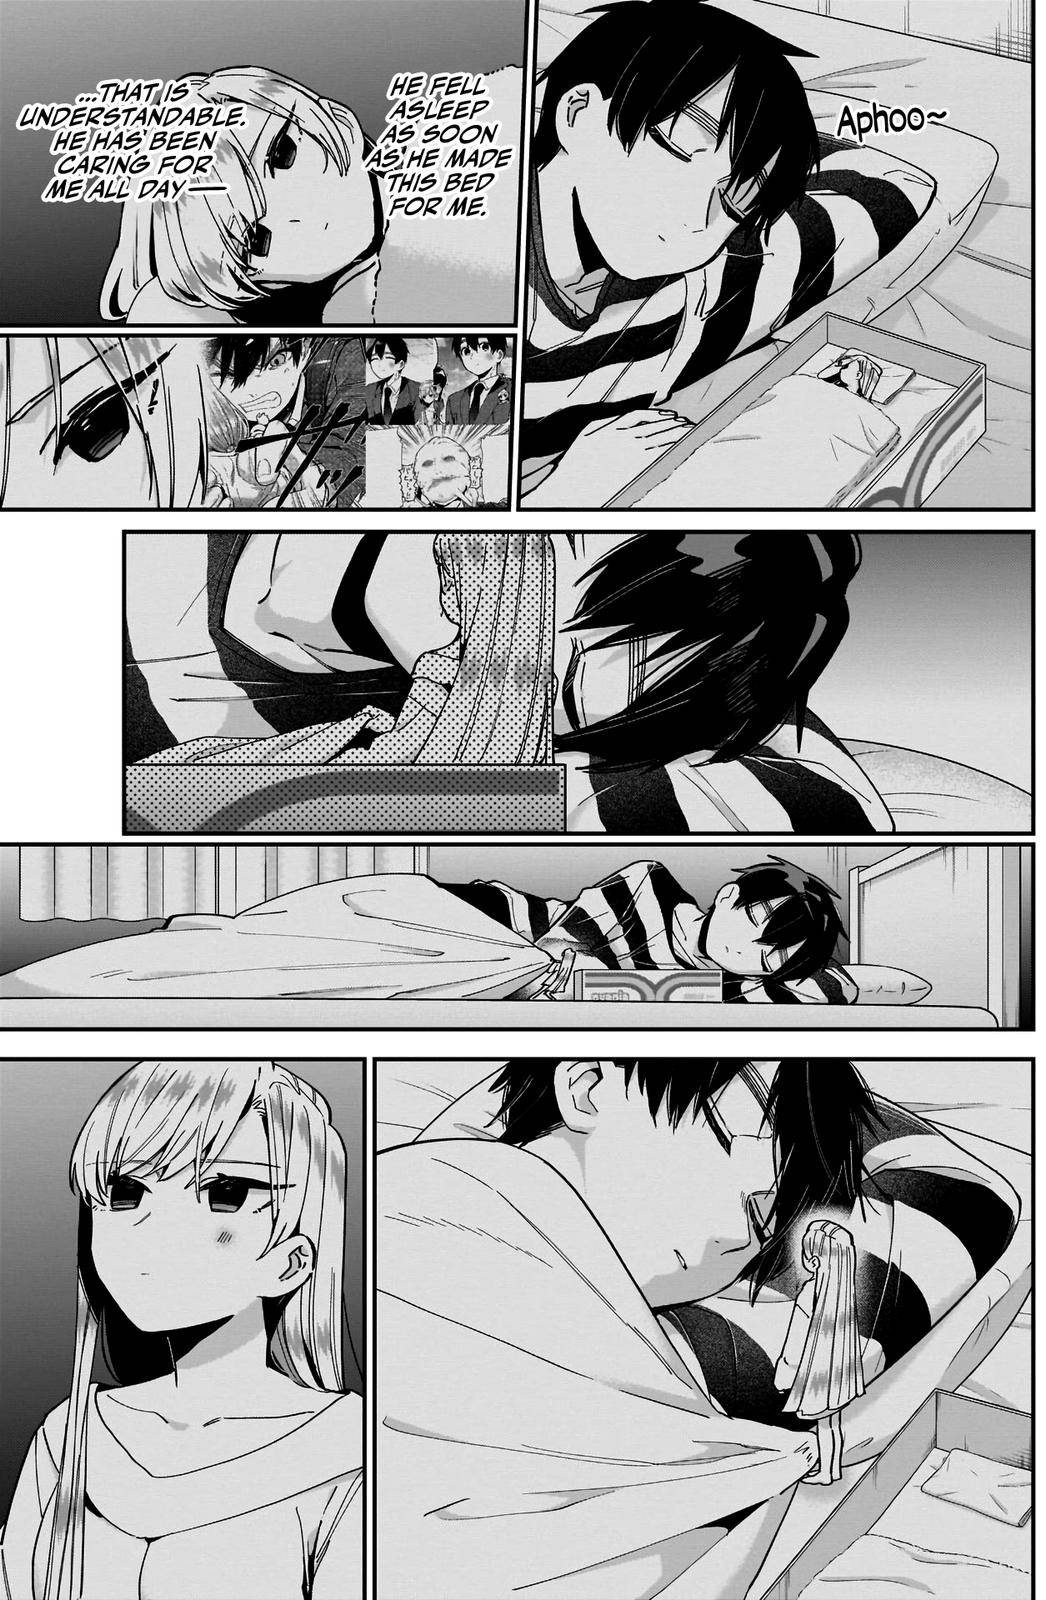 Aphoo~
HE FELL
ASLEEP
AS SOON
AS HE MADE
THIS BED
FOR ME.
...THAT IS
UNDERSTANDABLE.
HE HAS BEEN
CARING FOR
ME ALL DAY——